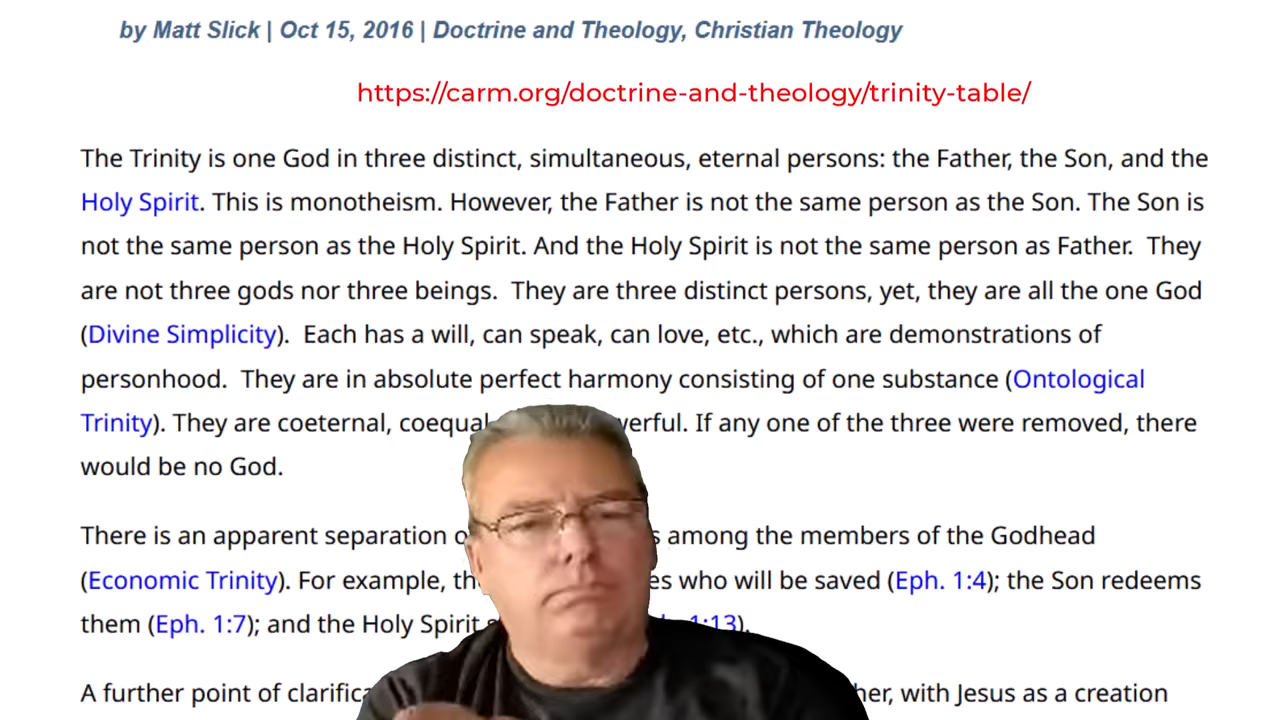 by Matt Slick | Oct 15, 2016 | Doctrine and Theology, Christian Theology
https://carm.org/doctrine-and-theology/trinity-table/
The Trinity is one God in three distinct, simultaneous, eternal persons: the Father, the Son, and the
Holy Spirit. This is monotheism. However, the Father is not the same person as the Son. The Son is
not the same person as the Holy Spirit. And the Holy Spirit is not the same person as Father. They
are not three gods nor three beings. They are three distinct persons, yet, they are all the one God
(Divine Simplicity). Each has a will, can speak, can love, etc., which are demonstrations of
personhood. They are in absolute perfect harmony consisting of one substance (Ontological
Trinity). They are coeternal, coequal If any one of the three were removed, there
would be no God.
There is an apparent separation among the members of the Godhead
(Economic Trinity). For example, who will be saved (Eph. 1:4); the Son redeems
them (Eph. 1:7); and the Holy Spirit 1:13).
A further point of with Jesus as a creation